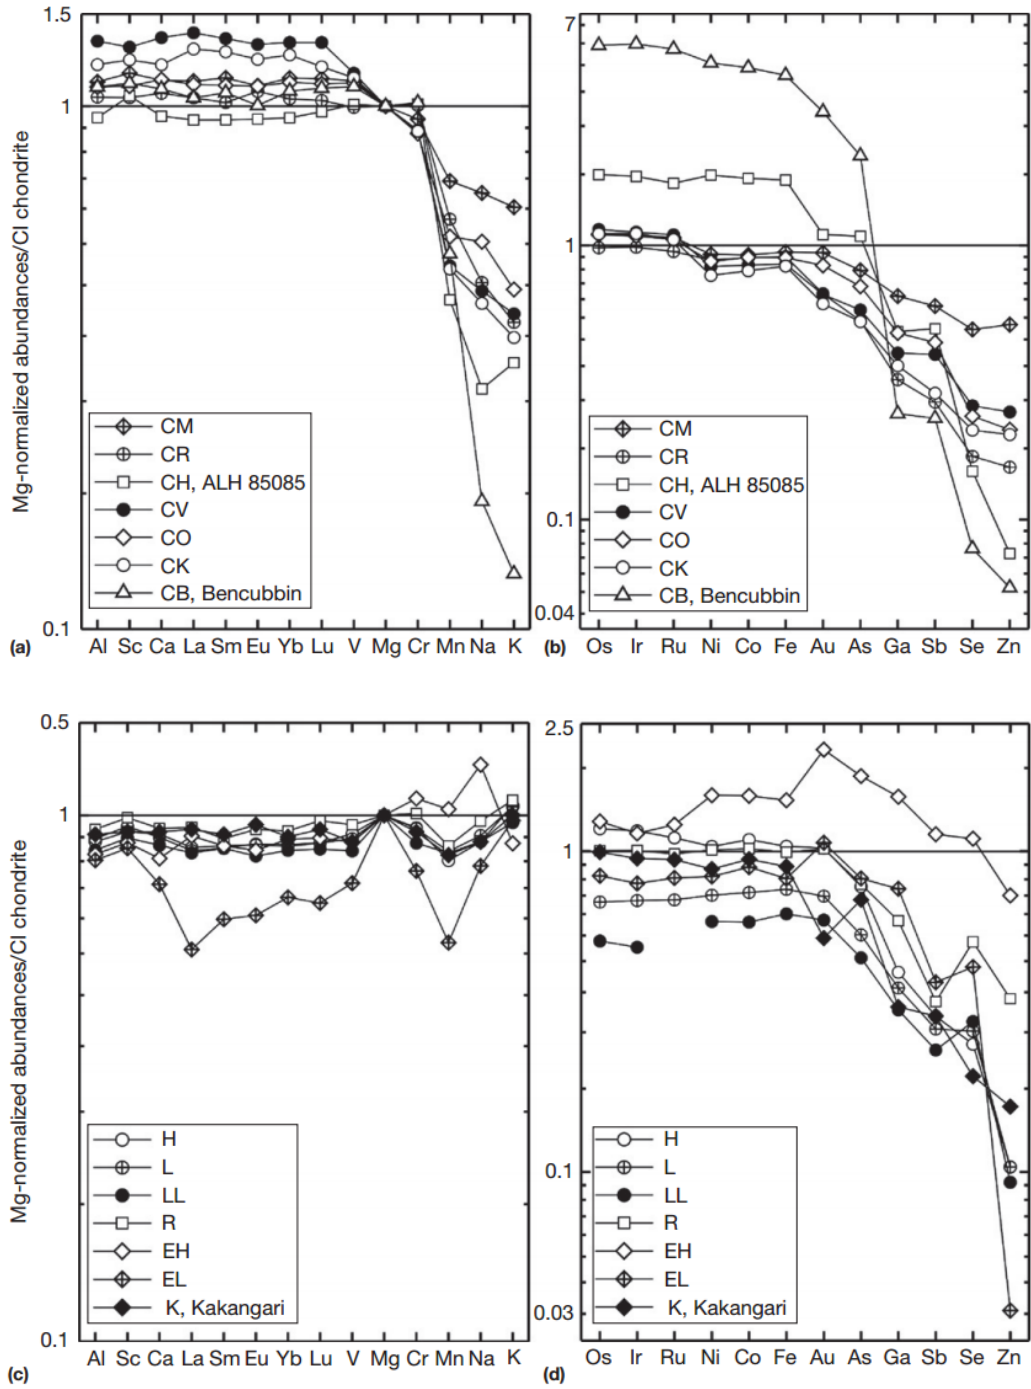 Mg-normalized abundances/CI chondrite
1.5
1
0.1
CM
CR
CH, ALH 85085
CV
CO
CK
CB, Bencubbin
(a)
Al Sc Ca La Sm Eu Yb Lu V Mg Cr Mn Na K
7
1
0.1
0.04
CM
CR
CH, ALH 85085
CV
CO
CK
CB, Bencubbin
(b)
Os Ir Ru Ni Co Fe Au As Ga Sb Se Zn
Mg-normalized abundances/CI chondrite
0.5
1
0.1
H
L
LL
R
EH
EL
K, Kakangari
(c)
Al Sc Ca La Sm Eu Yb Lu V Mg Cr Mn Na K
2.5
1
0.1
0.03
H
L
LL
R
EH
EL
K, Kakangari
(d)
Os Ir Ru Ni Co Fe Au As Ga Sb Se Zn